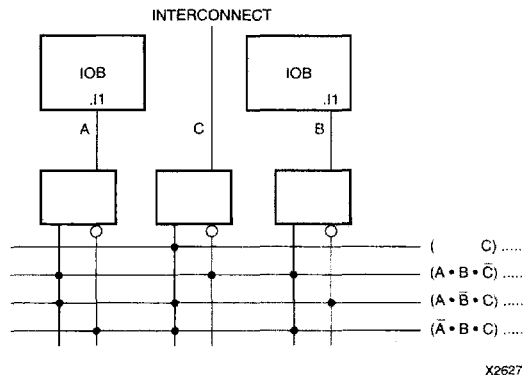 INTERCONNECT
IOB
.I1
IOB
.I1
A
C
B
( C) .....
(A • B • C̅) .....
(A • B̅ • C) .....
(A̅ • B • C) .....
X2627